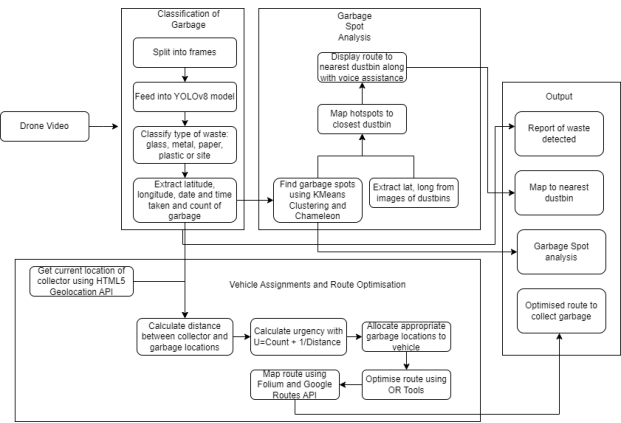 Classification of
Garbage
Split into frames
Feed into YOLOv8 model
Classify type of waste:
glass, metal, paper,
plastic or site
Extract latitude,
longitude, date and time
taken and count of
garbage
Drone Video
Garbage
Spot
Analysis
Display route to
nearest dustbin along
with voice assistance
Map hotspots to
closest dustbin
Find garbage spots
using KMeans
Clustering and
Chameleon
Extract lat, long from
images of dustbins
Output
Report of waste
detected
Map to nearest
dustbin
Garbage Spot
analysis
Optimised route to
collect garbage
Get current location of
collector using HTML5
Geolocation API
Vehicle Assignments and Route Optimisation
Calculate distance
between collector and
garbage locations
Calculate urgency with
U=Count + 1/Distance
Allocate appropriate
garbage locations to
vehicle
Map route using
Folium and Google
Routes API
Optimise route using
OR Tools